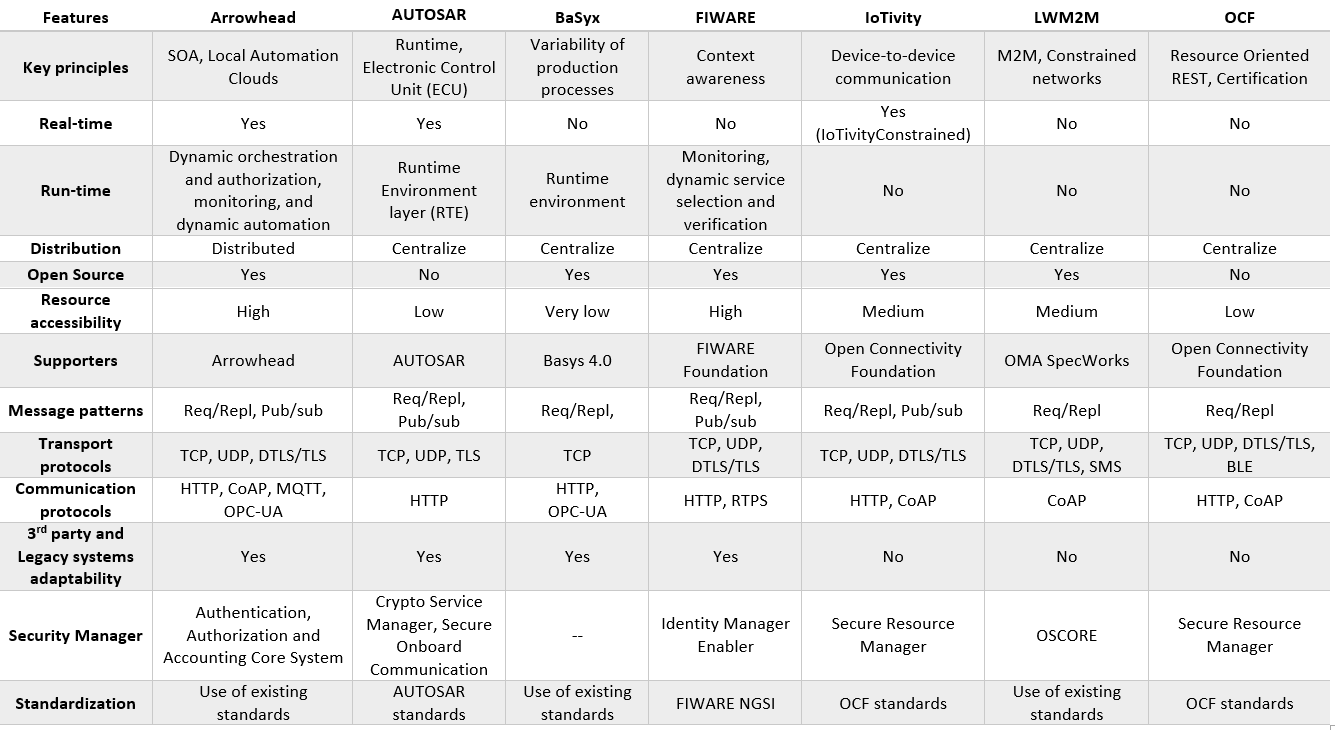 Features Arrowhead AUTOSAR BaSyx FIWARE IoTivity LWM2M OCF
Key principles
SOA, Local Automation
Clouds
Runtime,
Electronic Control
Unit (ECU)
Variability of
production
processes
Context
awareness
Device-to-device
communication
M2M, Constrained
networks
Resource Oriented
REST, Certification
Real-time
Yes
Yes
No
No
Yes
(IoTivityConstrained)
No
No
Run-time
Dynamic orchestration
and authorization,
monitoring, and
dynamic automation
Runtime
Environment
layer (RTE)
Runtime
environment
Monitoring,
dynamic service
selection and
verification
No
No
No
Distribution Distributed Centralize Centralize Centralize Centralize Centralize Centralize
Open Source Yes No Yes Yes Yes Yes No
Resource
accessibility
High
Low
Very low
High
Medium
Medium
Low
Supporters
Arrowhead
AUTOSAR
Basys 4.0
FIWARE
Foundation
Open Connectivity
Foundation
OMA SpecWorks
Open Connectivity
Foundation
Message patterns
Req/Repl, Pub/sub
Req/Repl,
Pub/sub
Req/Repl,
Req/Repl,
Pub/sub
Req/Repl, Pub/sub
Req/Repl
Req/Repl
Transport
protocols
TCP, UDP, DTLS/TLS
TCP, UDP, TLS
TCP
TCP, UDP,
DTLS/TLS
TCP, UDP, DTLS/TLS
TCP, UDP,
DTLS/TLS, SMS
TCP, UDP, DTLS/TLS,
BLE
Communication
protocols
HTTP, CoAP, MQTT,
OPC-UA
HTTP
HTTP,
OPC-UA
HTTP, RTPS
HTTP, CoAP
CoAP
HTTP, CoAP
3rd party and
Legacy systems
adaptability
Yes
Yes
Yes
Yes
No
No
No
Security Manager
Authentication,
Authorization and
Accounting Core System
Crypto Service
Manager, Secure
Onboard
Communication
--
Identity Manager
Enabler
Secure Resource
Manager
OSCORE
Secure Resource
Manager
Standardization
Use of existing
standards
AUTOSAR
standards
Use of existing
standards
FIWARE NGSI
OCF standards
Use of existing
standards
OCF standards